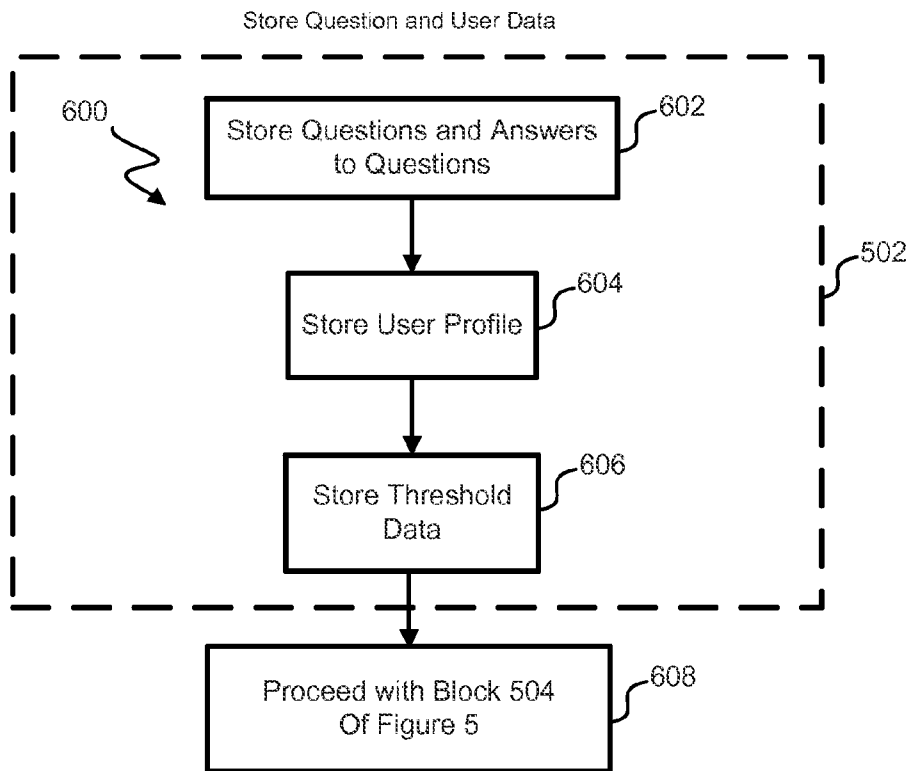 Store Question and User Data
600
Store Questions and Answers
to Questions
602
502
Store User Profile
604
Store Threshold
Data
606
Proceed with Block 504
Of Figure 5
608